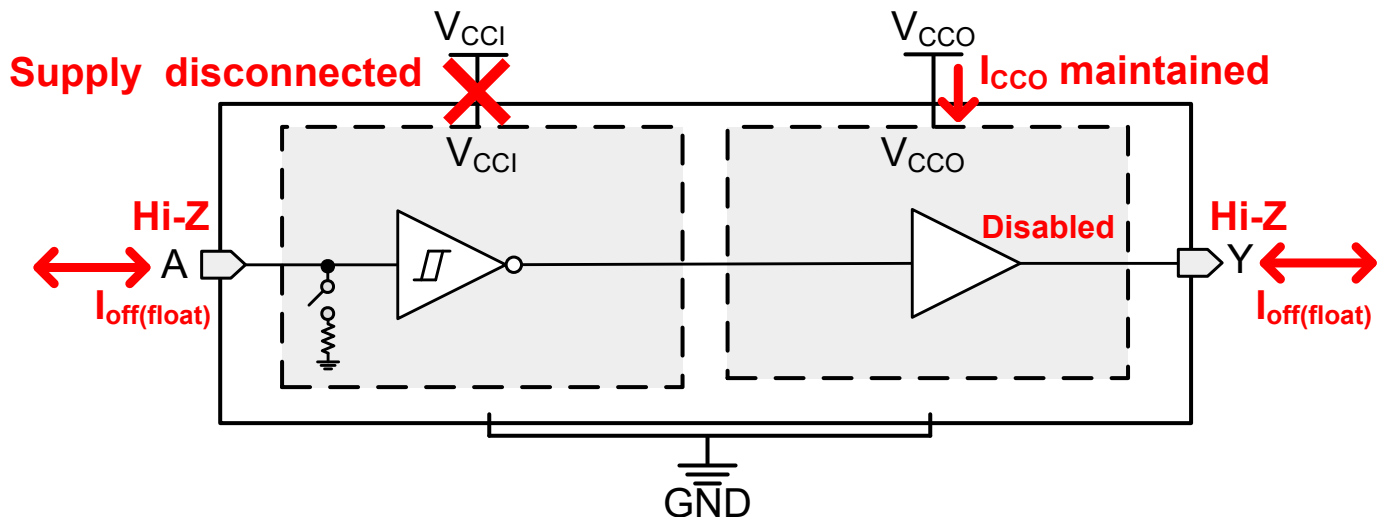 VCCI
VCCO
Supply disconnected
ICCO maintained
VCCI
VCCO
Hi-Z
Disabled
Hi-Z
A
Y
Ioff(float)
Ioff(float)
GND